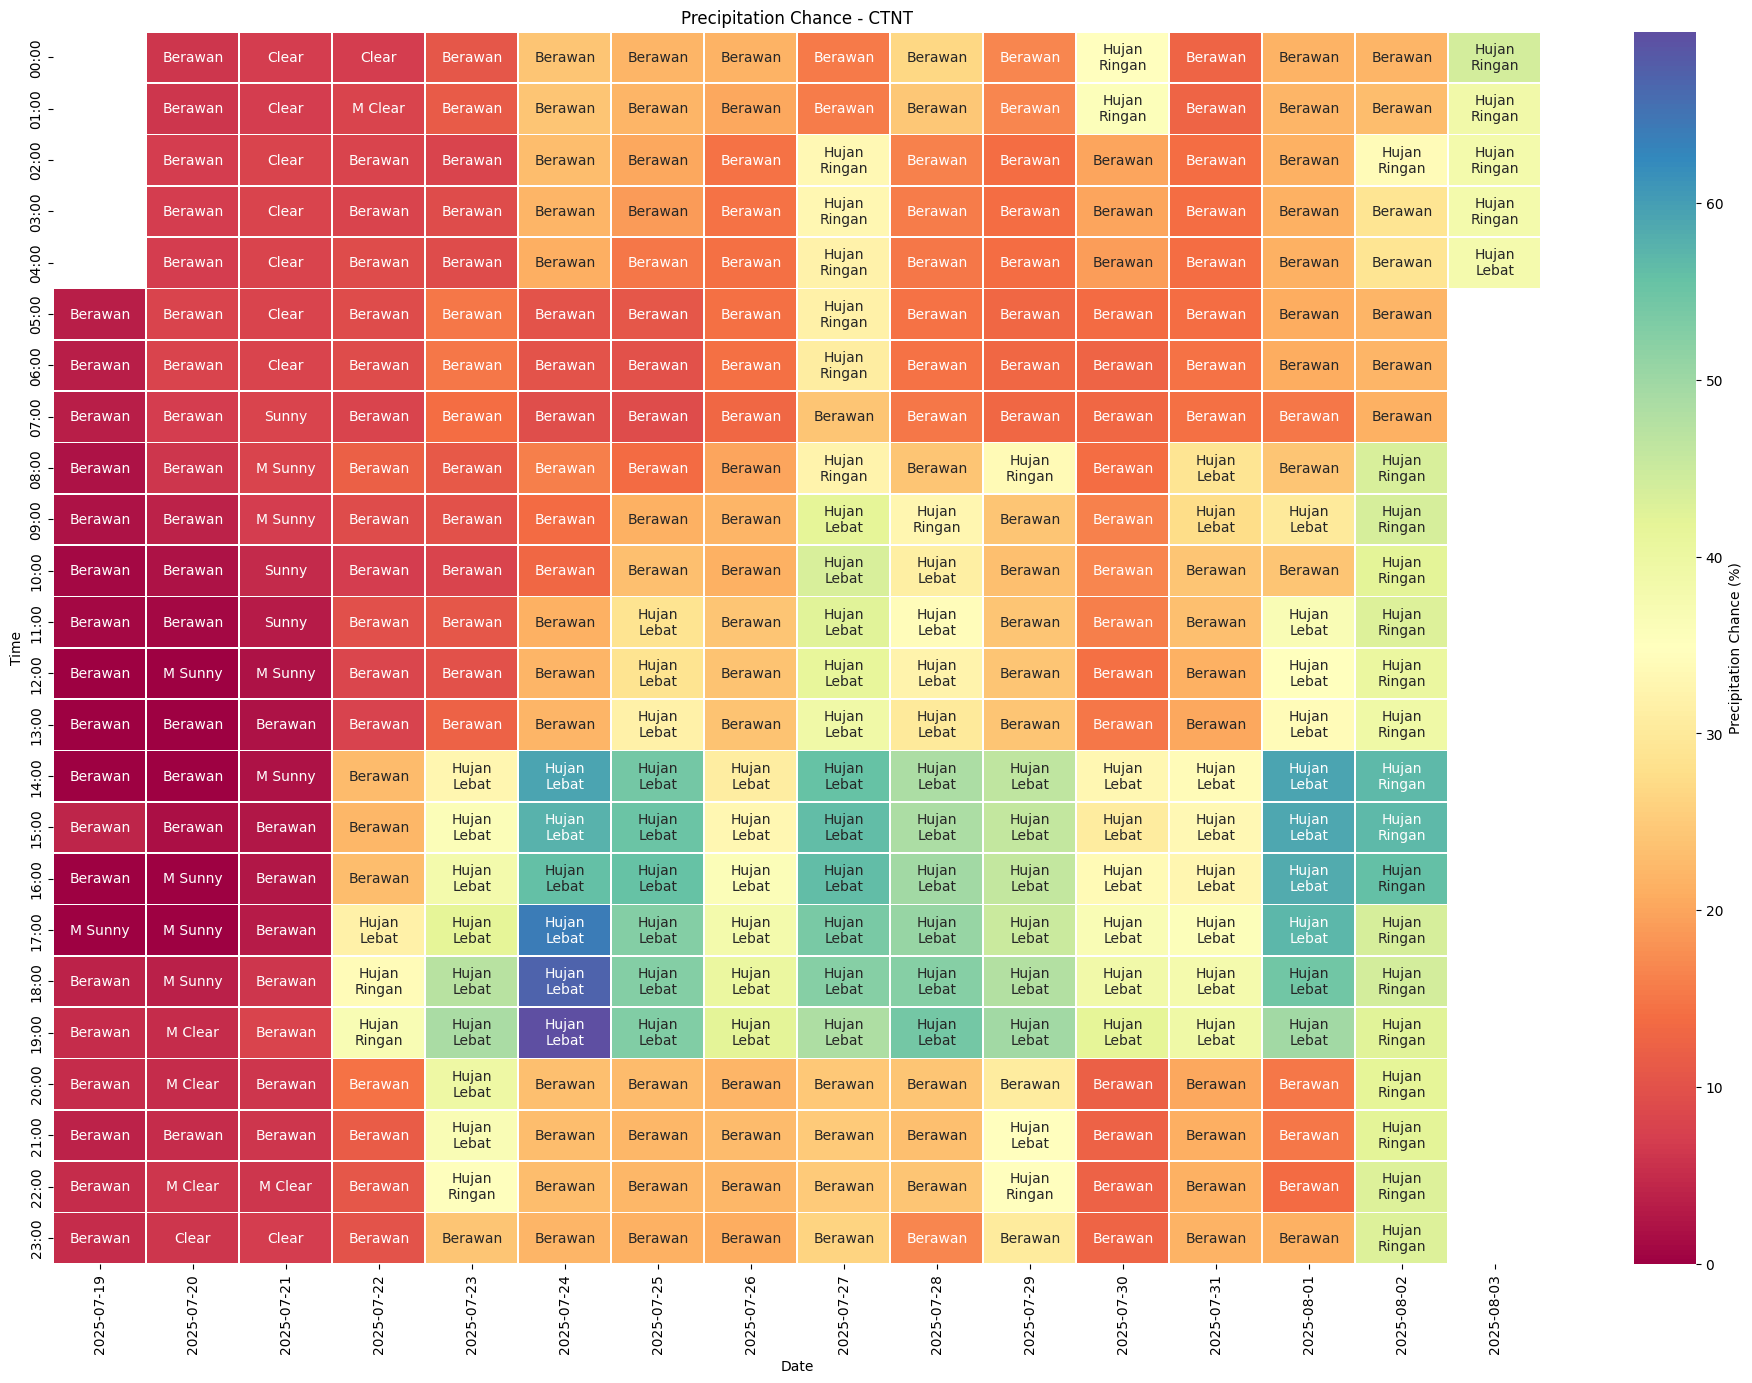 Precipitation Chance - CTNT
00:00 Berawan Clear Clear Berawan Berawan Berawan Berawan Berawan Berawan Berawan Hujan Ringan Berawan Berawan Berawan Hujan Ringan
01:00 Berawan Clear M Clear Berawan Berawan Berawan Berawan Berawan Berawan Berawan Hujan Ringan Berawan Berawan Berawan Hujan Ringan
02:00 Berawan Clear Berawan Berawan Berawan Berawan Berawan Hujan Ringan Berawan Berawan Berawan Berawan Berawan Hujan Ringan Hujan Ringan
03:00 Berawan Clear Berawan Berawan Berawan Berawan Berawan Hujan Ringan Berawan Berawan Berawan Berawan Berawan Berawan Hujan Ringan
04:00 Berawan Clear Berawan Berawan Berawan Berawan Berawan Hujan Ringan Berawan Berawan Berawan Berawan Berawan Berawan Hujan Lebat
05:00 Berawan Berawan Clear Berawan Berawan Berawan Berawan Berawan Hujan Ringan Berawan Berawan Berawan Berawan Berawan Berawan
06:00 Berawan Berawan Clear Berawan Berawan Berawan Berawan Berawan Hujan Ringan Berawan Berawan Berawan Berawan Berawan Berawan
07:00 Berawan Berawan Sunny Berawan Berawan Berawan Berawan Berawan Berawan Berawan Berawan Berawan Berawan Berawan Berawan
08:00 Berawan Berawan M Sunny Berawan Berawan Berawan Berawan Berawan Hujan Ringan Berawan Hujan Ringan Berawan Hujan Lebat Berawan Hujan Ringan
09:00 Berawan Berawan M Sunny Berawan Berawan Berawan Berawan Berawan Hujan Lebat Hujan Ringan Berawan Berawan Hujan Lebat Hujan Lebat Hujan Ringan
10:00 Berawan Berawan Sunny Berawan Berawan Berawan Berawan Berawan Hujan Lebat Hujan Lebat Berawan Berawan Berawan Berawan Hujan Ringan
11:00 Berawan Berawan Sunny Berawan Berawan Berawan Hujan Lebat Berawan Hujan Lebat Hujan Lebat Berawan Berawan Berawan Hujan Lebat Hujan Ringan
12:00 Berawan M Sunny M Sunny Berawan Berawan Berawan Hujan Lebat Berawan Hujan Lebat Hujan Lebat Berawan Berawan Berawan Hujan Lebat Hujan Ringan
13:00 Berawan Berawan Berawan Berawan Berawan Berawan Hujan Lebat Berawan Hujan Lebat Hujan Lebat Berawan Berawan Berawan Hujan Lebat Hujan Ringan
14:00 Berawan Berawan M Sunny Berawan Hujan Lebat Hujan Lebat Hujan Lebat Hujan Lebat Hujan Lebat Hujan Lebat Hujan Lebat Hujan Lebat Hujan Lebat Hujan Lebat Hujan Ringan
15:00 Berawan Berawan Berawan Berawan Hujan Lebat Hujan Lebat Hujan Lebat Hujan Lebat Hujan Lebat Hujan Lebat Hujan Lebat Hujan Lebat Hujan Lebat Hujan Lebat Hujan Ringan
16:00 Berawan M Sunny Berawan Berawan Hujan Lebat Hujan Lebat Hujan Lebat Hujan Lebat Hujan Lebat Hujan Lebat Hujan Lebat Hujan Lebat Hujan Lebat Hujan Lebat Hujan Ringan
17:00 M Sunny M Sunny Berawan Hujan Lebat Hujan Lebat Hujan Lebat Hujan Lebat Hujan Lebat Hujan Lebat Hujan Lebat Hujan Lebat Hujan Lebat Hujan Lebat Hujan Lebat Hujan Ringan
18:00 Berawan M Sunny Berawan Hujan Ringan Hujan Lebat Hujan Lebat Hujan Lebat Hujan Lebat Hujan Lebat Hujan Lebat Hujan Lebat Hujan Lebat Hujan Lebat Hujan Lebat Hujan Ringan
19:00 Berawan M Clear Berawan Hujan Ringan Hujan Lebat Hujan Lebat Hujan Lebat Hujan Lebat Hujan Lebat Hujan Lebat Hujan Lebat Hujan Lebat Hujan Lebat Hujan Lebat Hujan Ringan
20:00 Berawan M Clear Berawan Berawan Hujan Lebat Berawan Berawan Berawan Berawan Berawan Berawan Berawan Berawan Berawan Hujan Ringan
21:00 Berawan Berawan Berawan Berawan Hujan Lebat Berawan Berawan Berawan Berawan Berawan Hujan Lebat Berawan Berawan Berawan Hujan Ringan
22:00 Berawan M Clear M Clear Berawan Hujan Ringan Berawan Berawan Berawan Berawan Berawan Hujan Ringan Berawan Berawan Berawan Hujan Ringan
23:00 Berawan Clear Clear Berawan Berawan Berawan Berawan Berawan Berawan Berawan Berawan Berawan Berawan Berawan Hujan Ringan
Time
2025-07-19 2025-07-20 2025-07-21 2025-07-22 2025-07-23 2025-07-24 2025-07-25 2025-07-26 2025-07-27 2025-07-28 2025-07-29 2025-07-30 2025-07-31 2025-08-01 2025-08-02 2025-08-03
Date
60
50
40
30
20
10
0
Precipitation Chance (%)